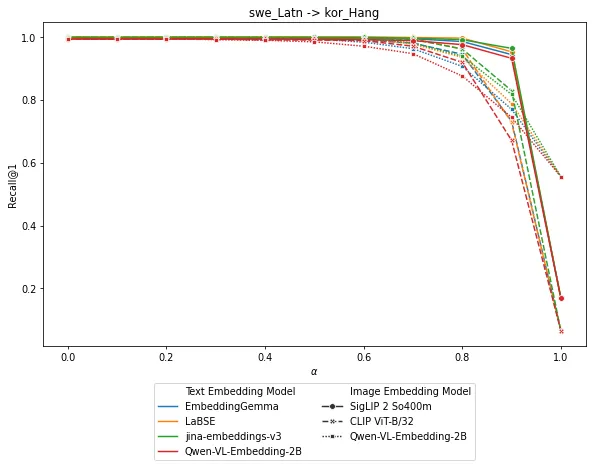 swe_Latn -> kor_Hang
Recall@1
1.0
0.8
0.6
0.4
0.2
0.0 0.2 0.4 0.6 0.8 1.0
α
Text Embedding Model
EmbeddingGemma
LaBSE
jina-embeddings-v3
Qwen-VL-Embedding-2B
Image Embedding Model
SigLIP 2 So400m
CLIP ViT-B/32
Qwen-VL-Embedding-2B